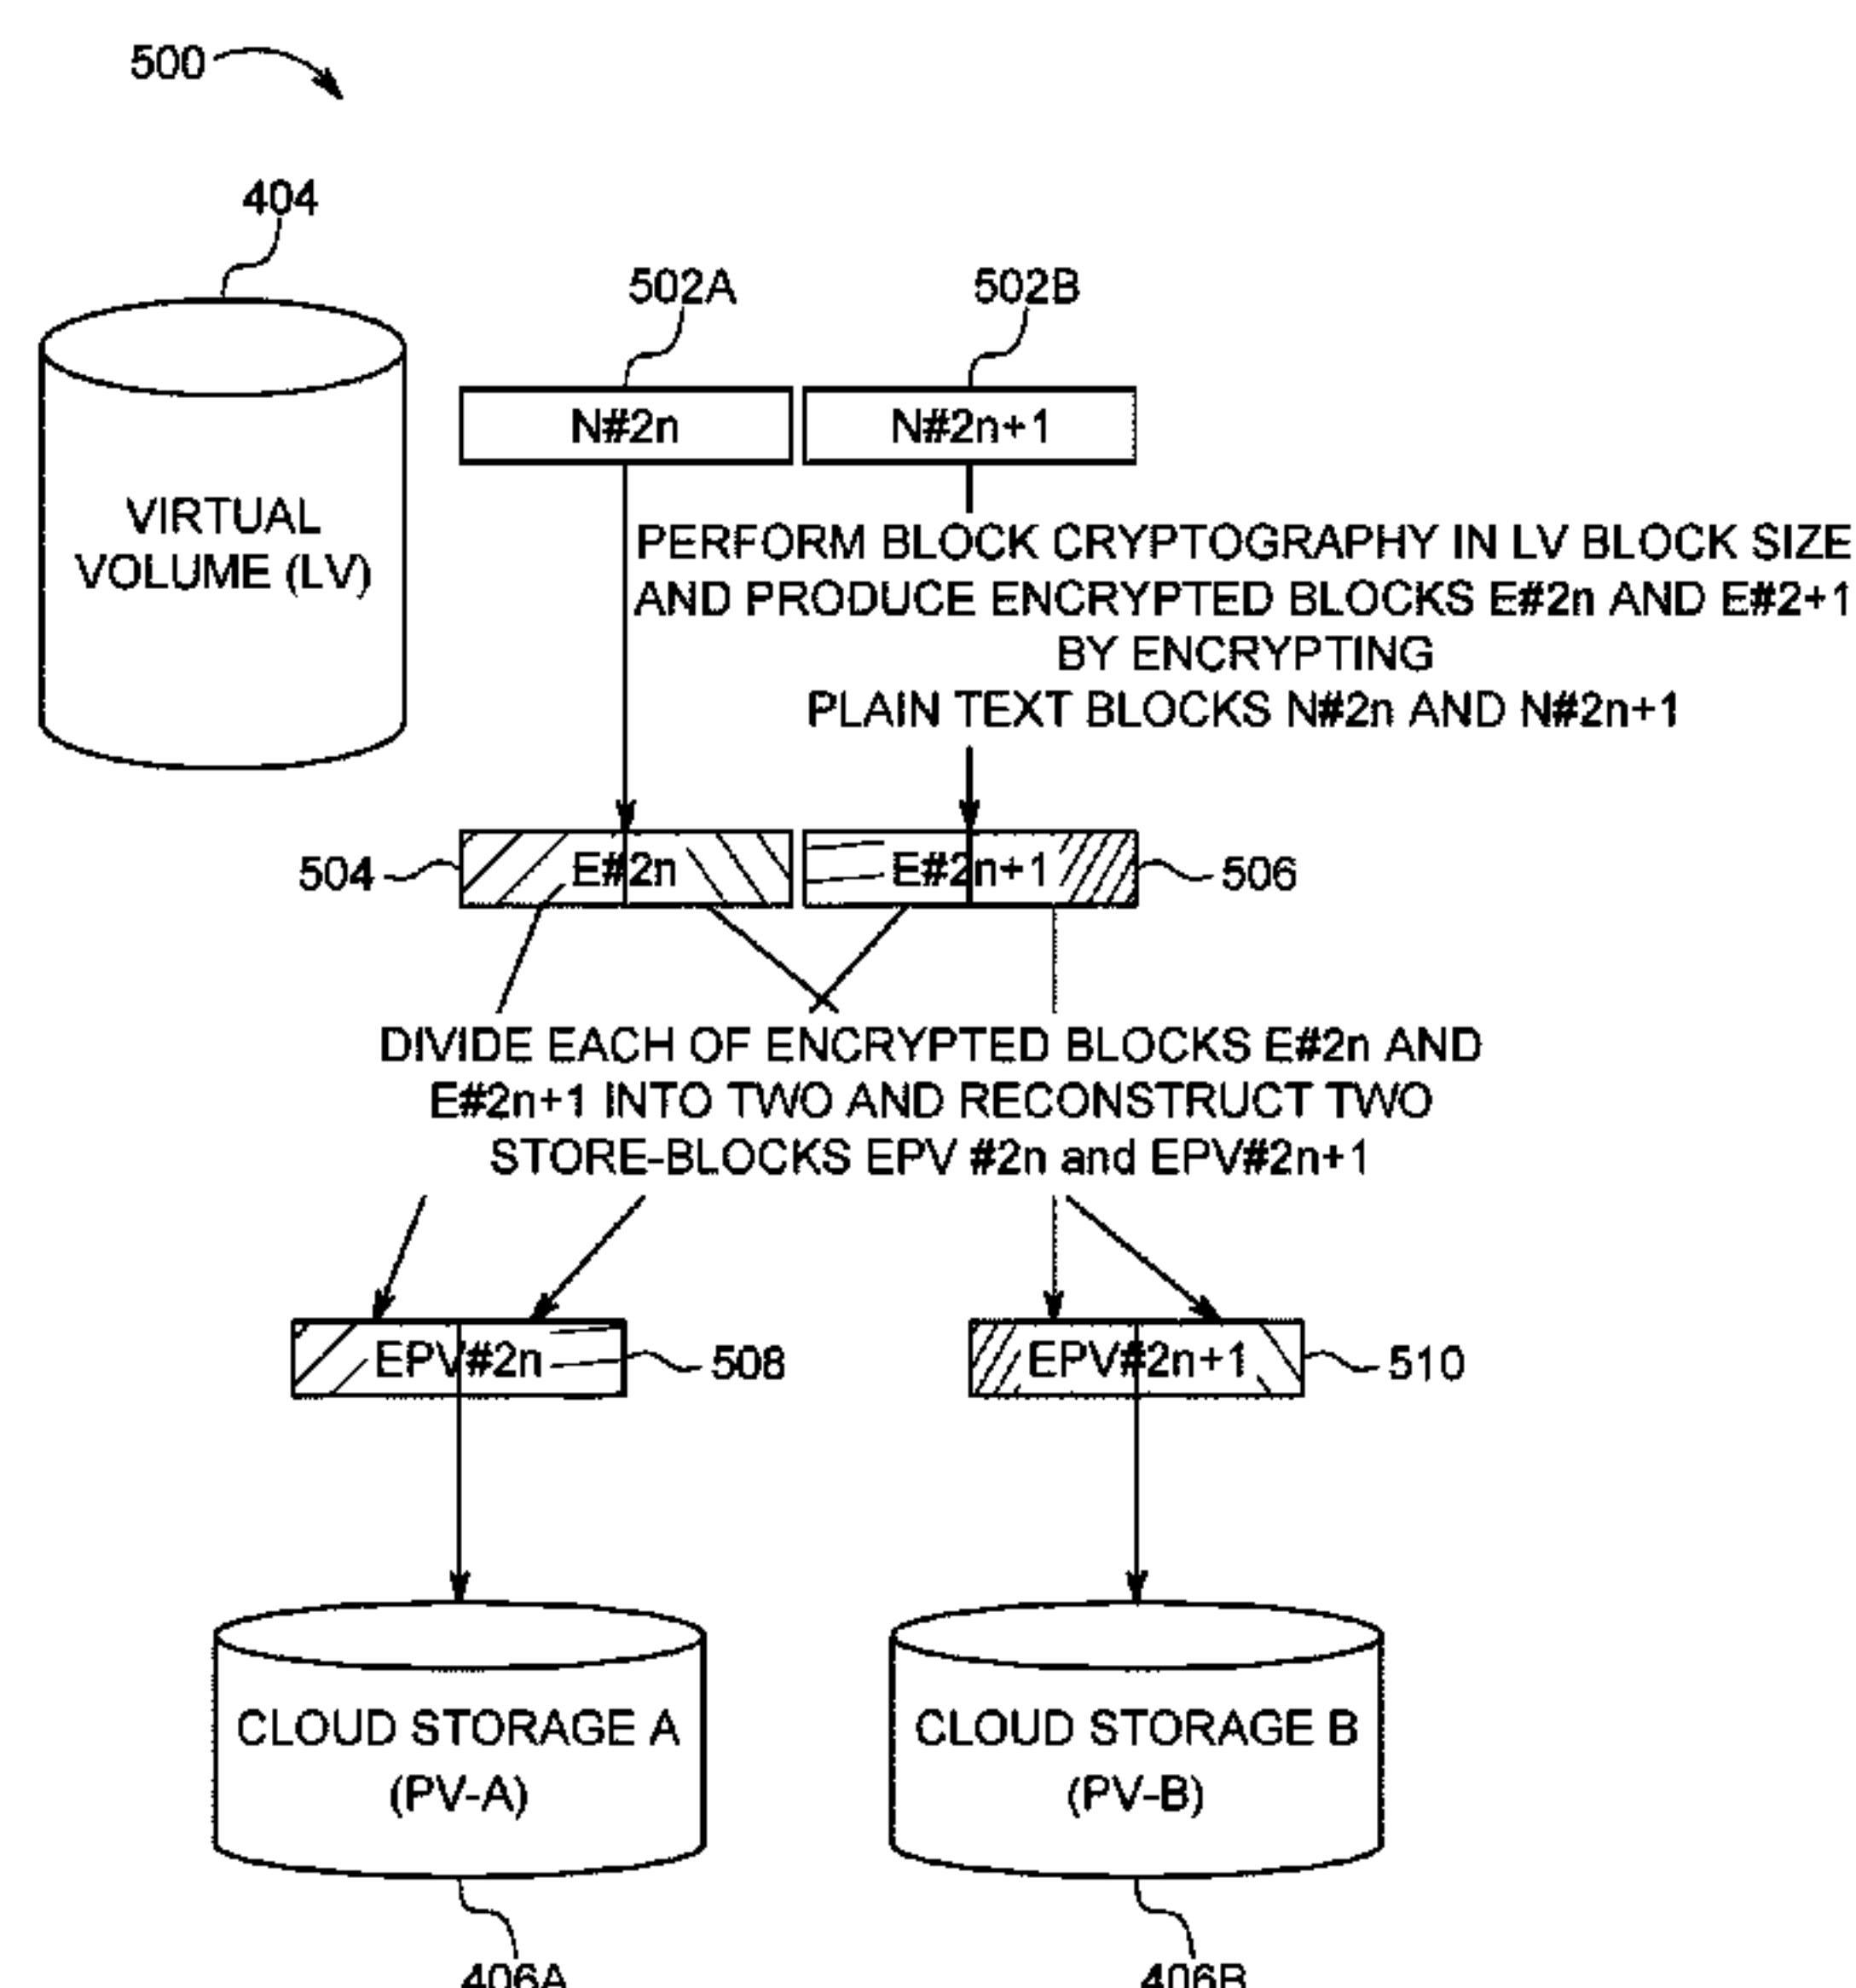 500
404
502A
502B
N#2n
N#2n+1
VIRTUAL
VOLUME (LV)
PERFORM BLOCK CRYPTOGRAPHY IN LV BLOCK SIZE
AND PRODUCE ENCRYPTED BLOCKS E#2n AND E#2+1
BY ENCRYPTING
PLAIN TEXT BLOCKS N#2n AND N#2n+1
504
E#2n
E#2n+1
506
DIVIDE EACH OF ENCRYPTED BLOCKS E#2n AND
E#2n+1 INTO TWO AND RECONSTRUCT TWO
STORE-BLOCKS EPV #2n and EPV#2n+1
EPV#2n
508
EPV#2n+1
510
CLOUD STORAGE A
(PV-A)
CLOUD STORAGE B
(PV-B)
406A
406B